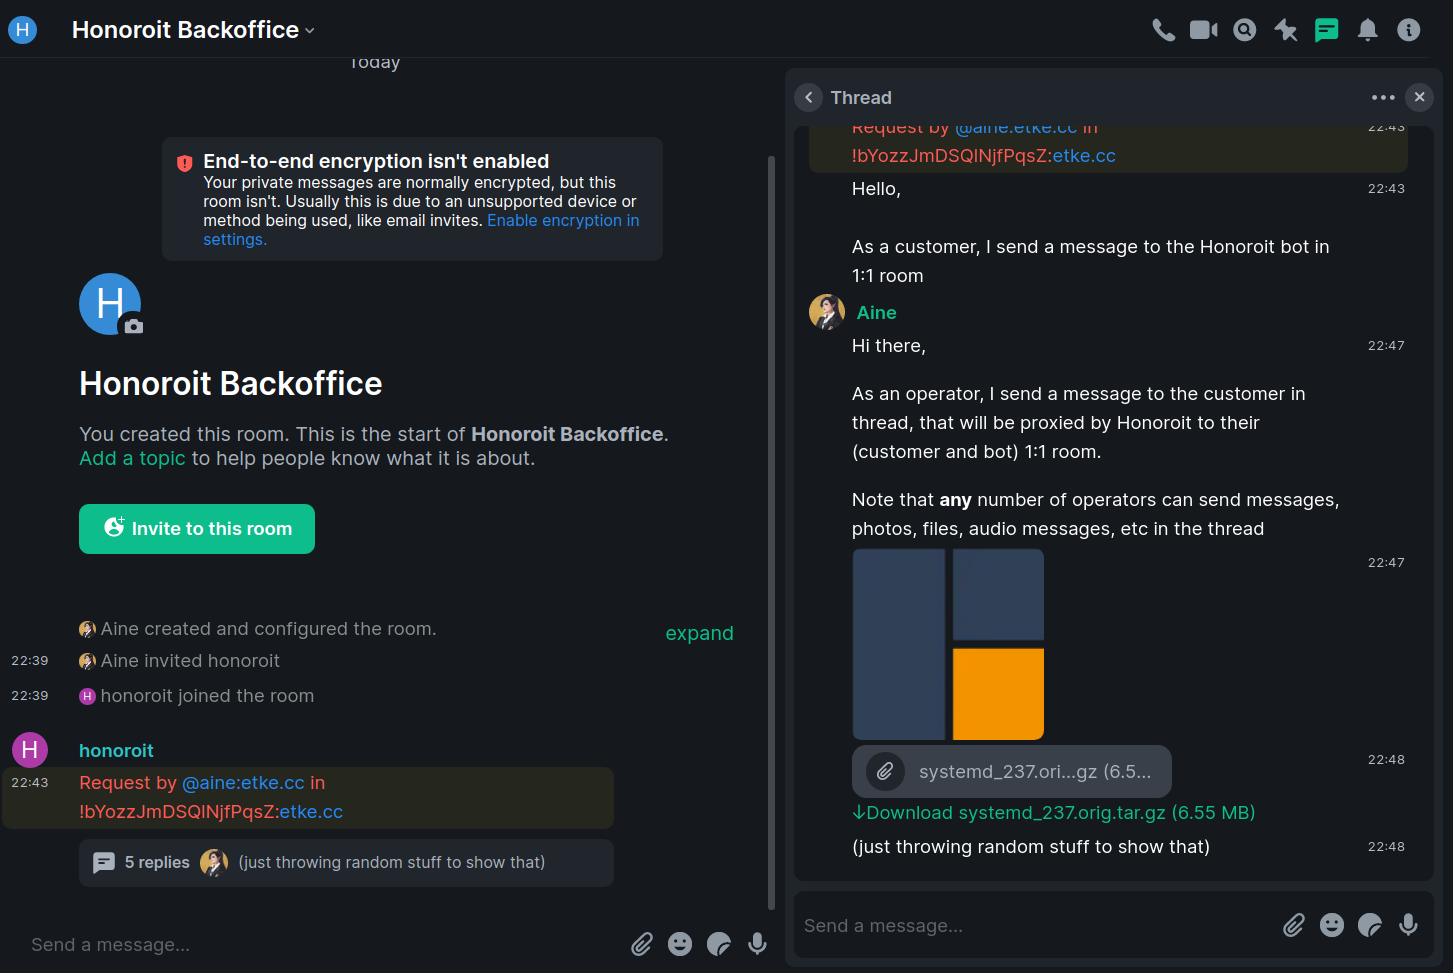 H Honoroit Backoffice
Today
End-to-end encryption isn't enabled
Your private messages are normally encrypted, but this
room isn't. Usually this is due to an unsupported device or
method being used, like email invites. Enable encryption in
settings.
H
Honoroit Backoffice
You created this room. This is the start of Honoroit Backoffice.
Add a topic to help people know what it is about.
Invite to this room
Aine created and configured the room.
expand
22:39 Aine invited honoroit
22:39 H honoroit joined the room
H honoroit
22:43 Request by @aine:etke.cc in
!bYozzJmDSQlNjfPqsZ:etke.cc
5 replies (just throwing random stuff to show that)
Send a message...
Thread
Request by @aine:etke.cc in 22:43
!bYozzJmDSQlNjfPqsZ:etke.cc
Hello, 22:43
As a customer, I send a message to the Honoroit bot in
1:1 room
Aine
Hi there, 22:47
As an operator, I send a message to the customer in
thread, that will be proxied by Honoroit to their
(customer and bot) 1:1 room.
Note that any number of operators can send messages,
photos, files, audio messages, etc in the thread
22:47
systemd_237.ori...gz (6.5... 22:48
Download systemd_237.orig.tar.gz (6.55 MB)
(just throwing random stuff to show that) 22:48
Send a message...